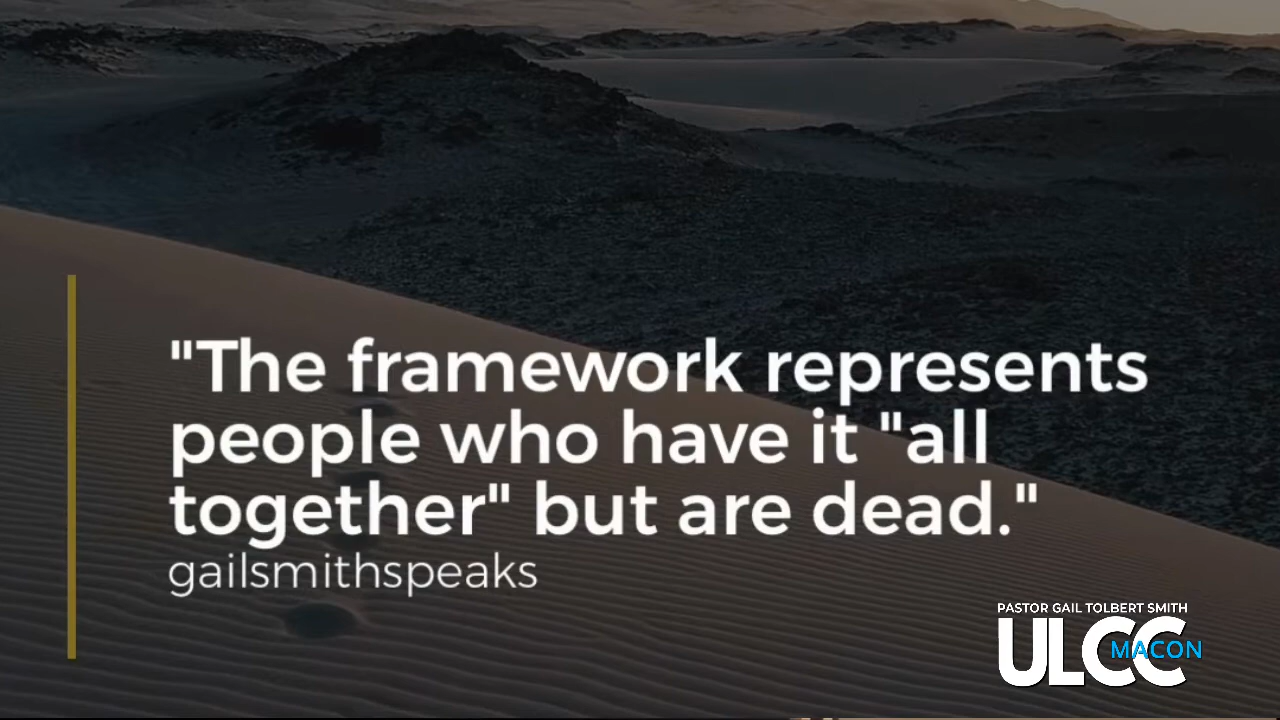 "The framework represents
people who have it "all
together" but are dead."
gailsmithspeaks
PASTOR GAIL TOLBERT SMITH
ULCC
MACON